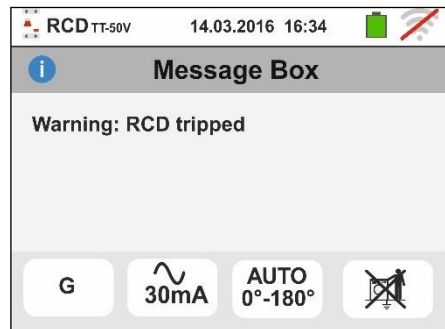 RCD TT-50V 14.03.2016 16:34
i Message Box
Warning: RCD tripped
G 30mA AUTO
0°-180°